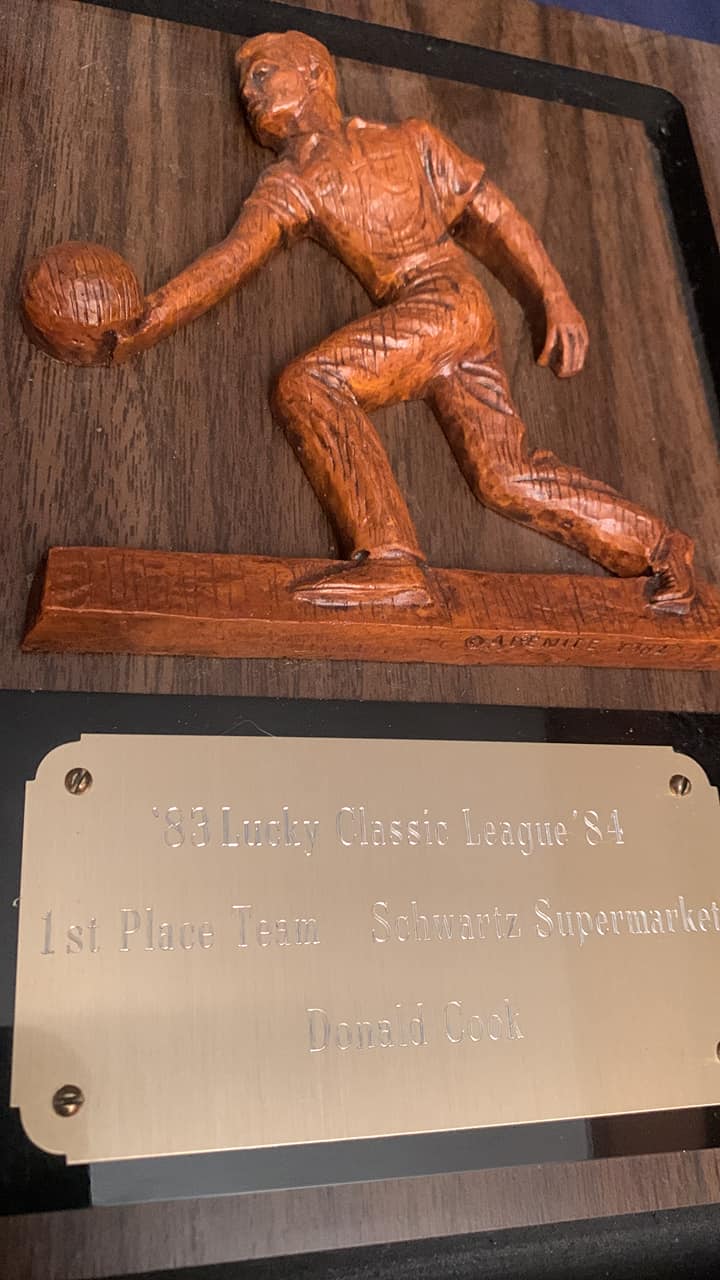 ‘83 Lucky Classic League ’84
1st Place Team Schwartz Supermarket
Donald Cook